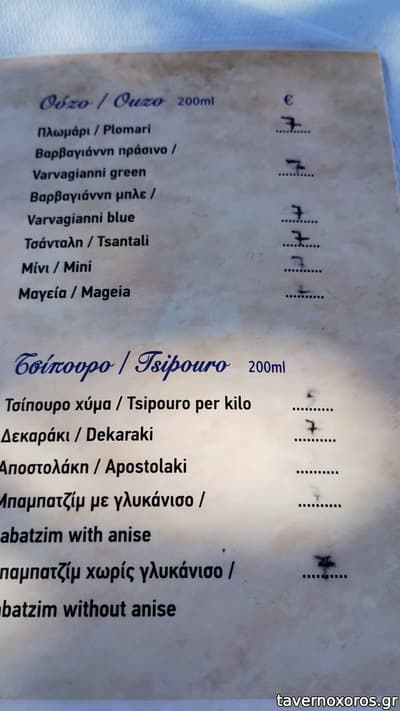 Ούζο / Ouzo 200ml €
Πλωμάρι / Plomari 7
Βαρβαγιάννη πράσινο /
Varvagianni green 7
Βαρβαγιάννη μπλε /
Varvagianni blue 7
Τσάνταλη / Tsantali 7
Μίνι / Mini 7
Μαγεία / Mageia
Τσίπουρο / Tsipouro 200ml
Τσίπουρο χύμα / Tsipouro per kilo
Δεκαράκι / Dekaraki 7
Αποστολάκη / Apostolaki
Μπαμπατζίμ με γλυκάνισο /
abatzim with anise
παμπατζίμ χωρίς γλυκάνισο /
abatzim without anise
tavernoxoros.gr